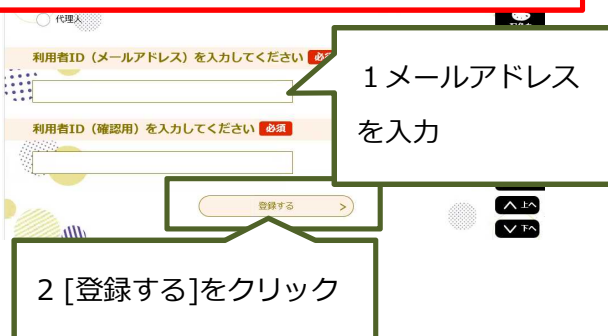 代理人
利用者ID（メールアドレス）を入力してください
1メールアドレス
を入力
利用者ID（確認用）を入力してください 必須
登録する
上へ
下へ
2 [登録する]をクリック